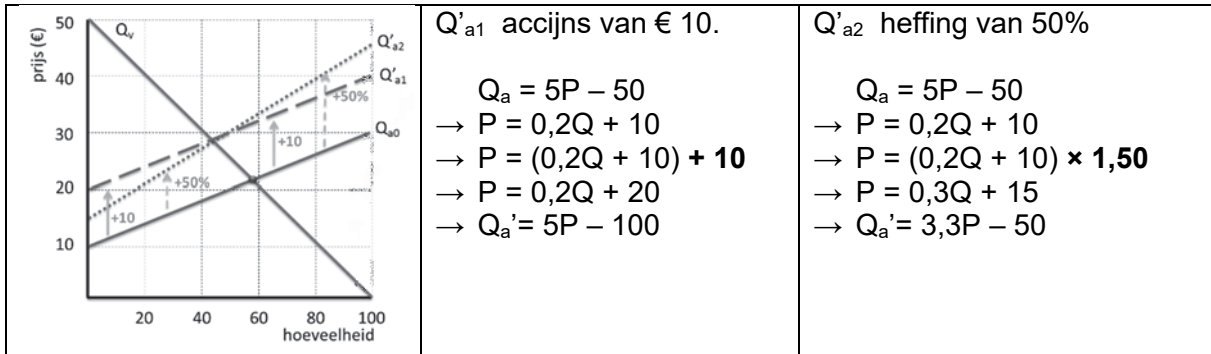 50
40
30
20
10
prijs (€)
Qv
Q'a2
Q'a1
+50%
Qa0
+10
+50%
+10
20 40 60 80 100
hoeveelheid
Q'a1 accijns van € 10.
Qa = 5P – 50
→ P = 0,2Q + 10
→ P = (0,2Q + 10) + 10
→ P = 0,2Q + 20
→ Qa'= 5P – 100
Q'a2 heffing van 50%
Qa = 5P – 50
→ P = 0,2Q + 10
→ P = (0,2Q + 10) × 1,50
→ P = 0,3Q + 15
→ Qa'= 3,3P – 50